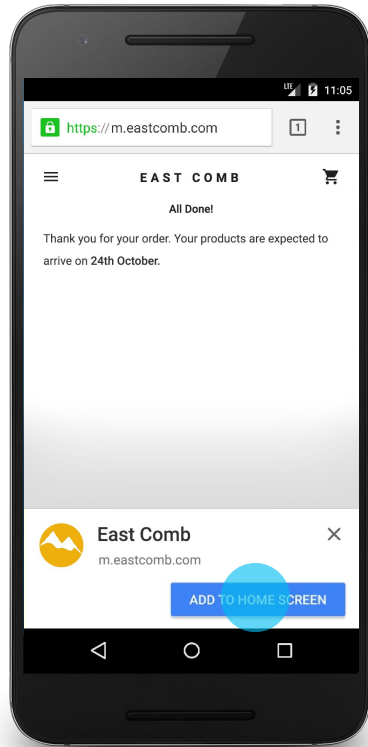 LTE 11:05
https://m.eastcomb.com 1
EAST COMB
All Done!
Thank you for your order. Your products are expected to
arrive on 24th October.
East Comb
m.eastcomb.com
ADD TO HOME SCREEN